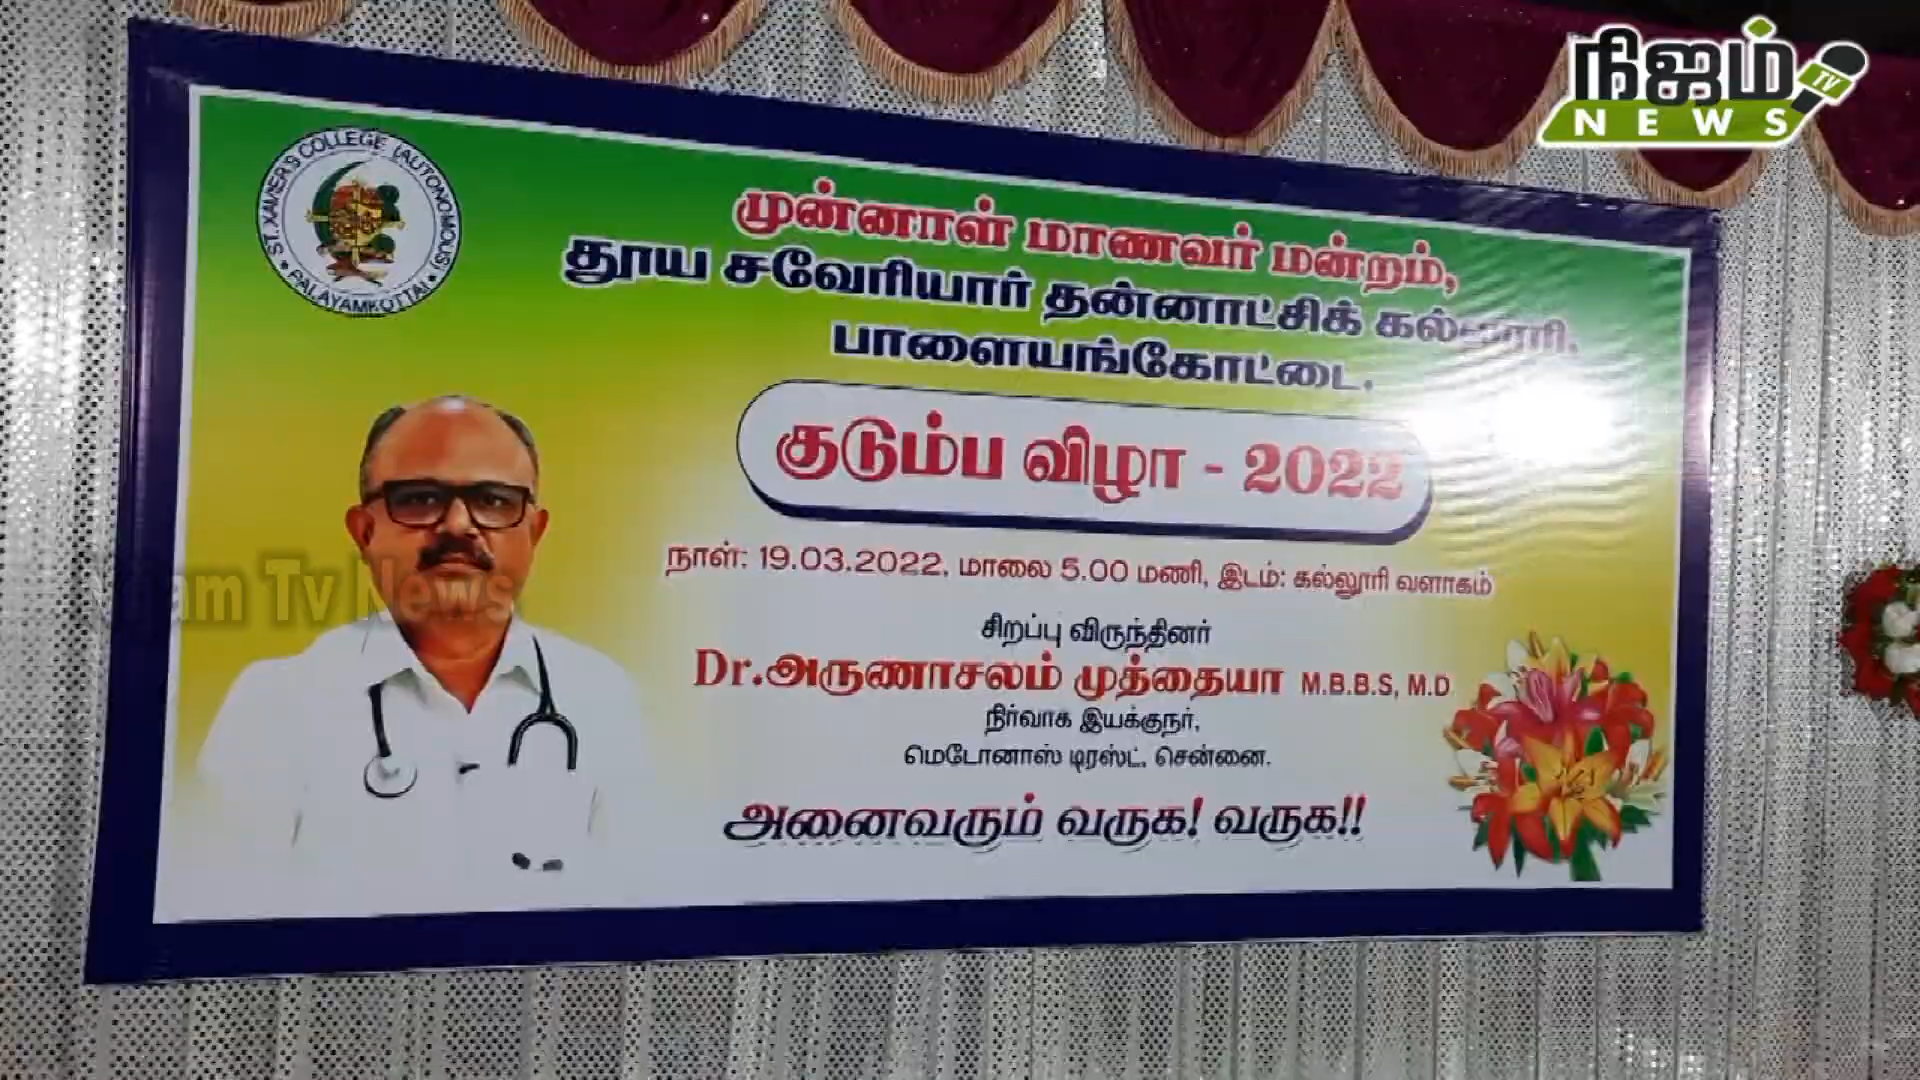 நிஜம்
TV
NEWS
ST. XAVIER'S COLLEGE (AUTONOMOUS)
• PALAYAMKOTTAI •
முன்னாள் மாணவர் மன்றம்,
தூய சவேரியார் தன்னாட்சிக் கல்லூரி,
பாளையங்கோட்டை.
குடும்ப விழா - 2022
நாள்: 19.03.2022, மாலை 5.00 மணி, இடம்: கல்லூரி வளாகம்
சிறப்பு விருந்தினர்
Dr.அருணாசலம் முத்தையா M.B.B.S, M.D
நிர்வாக இயக்குநர்,
மெடோனாஸ் டிரஸ்ட், சென்னை.
அனைவரும் வருக! வருக!!
Tv News